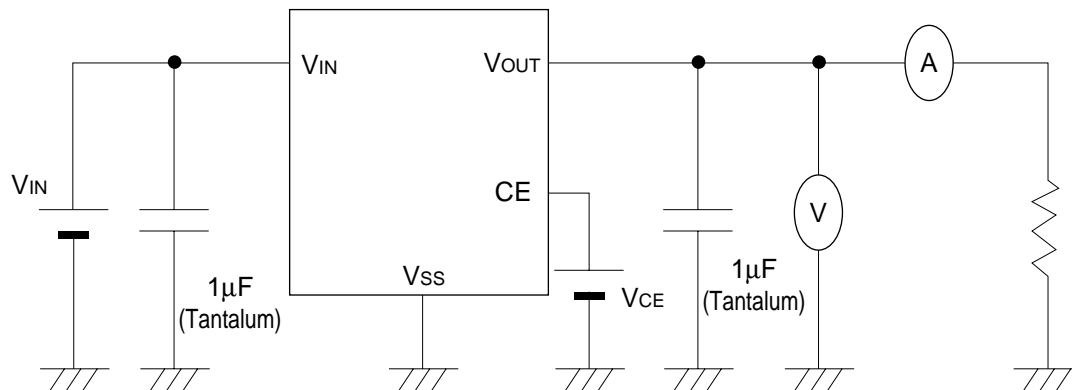 VIN
VOUT
A
VIN
CE
V
VSS
1μF
(Tantalum)
VCE
1μF
(Tantalum)